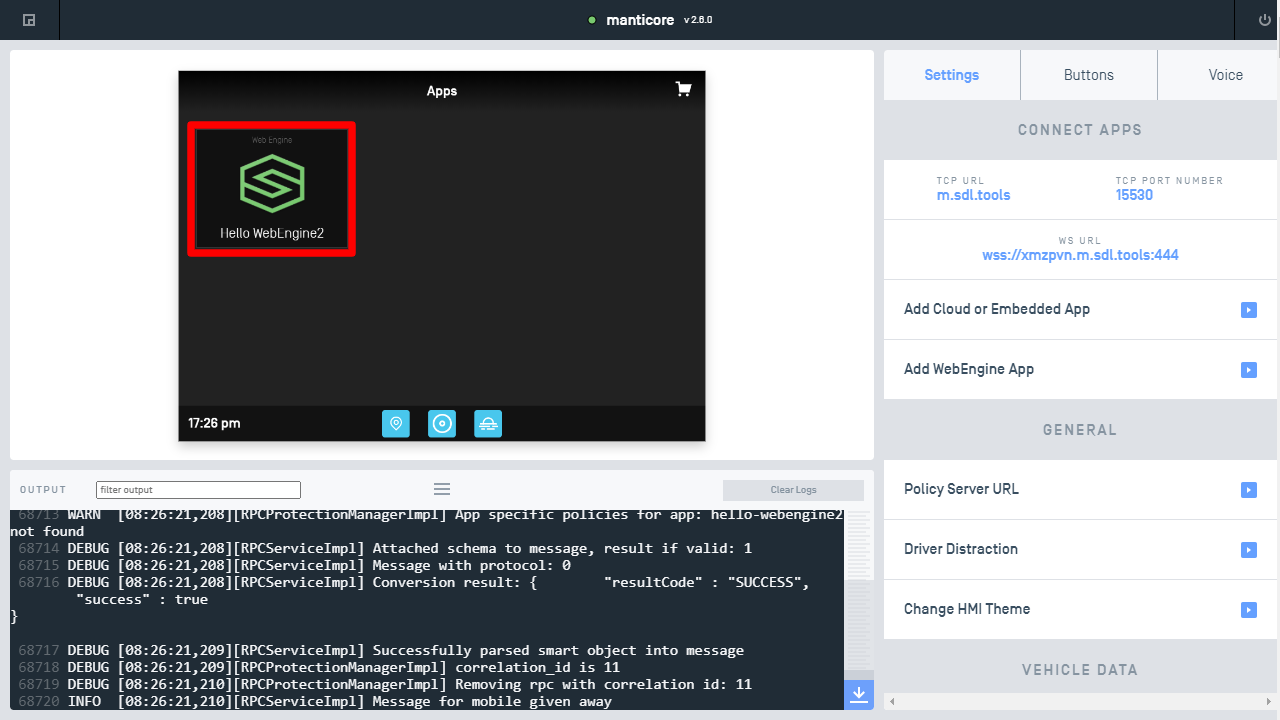 manticore v 2.6.0
Apps
Web Engine
Hello WebEngine2
17:26 pm
OUTPUT filter output Clear Logs
68713 WARN [08:26:21,208][RPCProtectionManagerImpl] App specific policies for app: hello-webengine2
not found
68714 DEBUG [08:26:21,208][RPCServiceImpl] Attached schema to message, result if valid: 1
68715 DEBUG [08:26:21,208][RPCServiceImpl] Message with protocol: 0
68716 DEBUG [08:26:21,208][RPCServiceImpl] Conversion result: { "resultCode" : "SUCCESS",
"success" : true
}
68717 DEBUG [08:26:21,209][RPCServiceImpl] Successfully parsed smart object into message
68718 DEBUG [08:26:21,209][RPCProtectionManagerImpl] correlation_id is 11
68719 DEBUG [08:26:21,210][RPCProtectionManagerImpl] Removing rpc with correlation id: 11
68720 INFO [08:26:21,210][RPCServiceImpl] Message for mobile given away
Settings Buttons Voice
CONNECT APPS
TCP URL TCP PORT NUMBER
m.sdl.tools 15530
WS URL
wss://xmzpvn.m.sdl.tools:444
Add Cloud or Embedded App
Add WebEngine App
GENERAL
Policy Server URL
Driver Distraction
Change HMI Theme
VEHICLE DATA